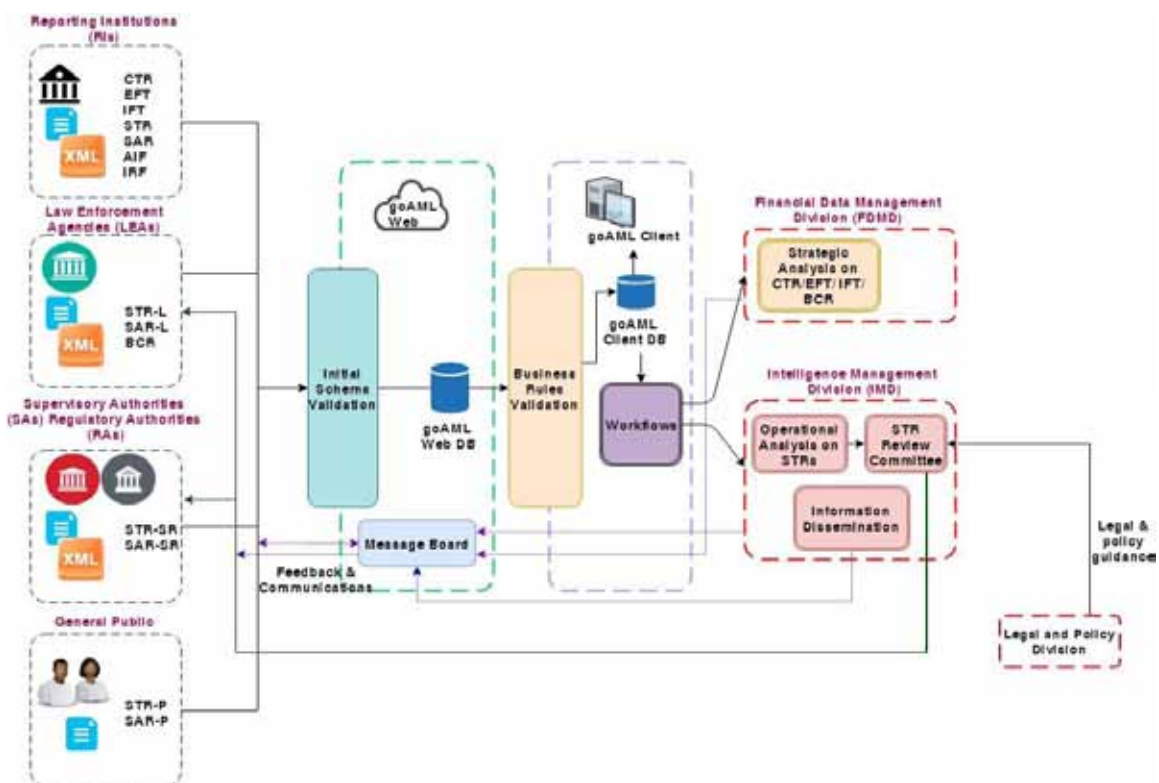 Reporting Institutions
(RIs)
CTR
EFT
IFT
STR
SAR
AIF
IRF
XML
Law Enforcement
Agencies (LEAs)
STR-L
SAR-L
BCR
XML
Supervisory Authorities
(SAs) Regulatory Authorities
(RAs)
STR-SR
SAR-SR
XML
General Public
STR-P
SAR-P
goAML
Web
Initial
Schema
Validation
goAML
Web DB
Message Board
Feedback &
Communications
Business
Rules
Validation
goAML Client
goAML
Client DB
Workflows
Financial Data Management
Division (FDMD)
Strategic
Analysis on
CTR/EFT/ IFT/
BCR
Intelligence Management
Division (IMD)
Operational
Analysis on
STRs
STR
Review
Committee
Information
Dissemination
Legal &
policy
guidance
Legal and Policy
Division